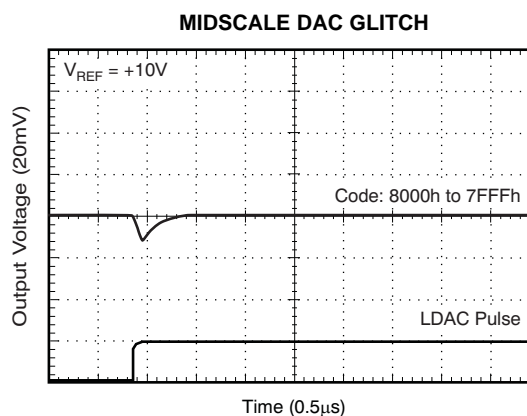 MIDSCALE DAC GLITCH
V_REF = +10V
Output Voltage (20mV)
Code: 8000h to 7FFFh
LDAC Pulse
Time (0.5μs)